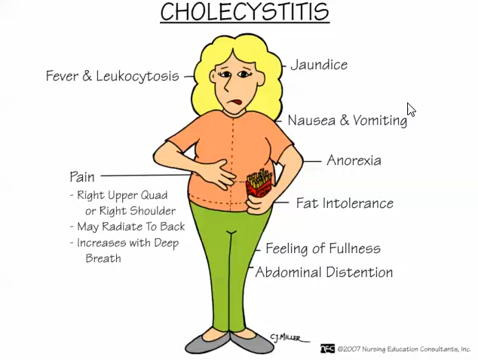 CHOLECYSTITIS
Fever & Leukocytosis
Jaundice
Nausea & Vomiting
Anorexia
Pain
- Right Upper Quad
or Right Shoulder
- May Radiate To Back
- Increases with Deep
Breath
Fat Intolerance
Feeling of Fullness
Abdominal Distention
C.J. MILLER
NEC ©2007 Nursing Education Consultants, Inc.